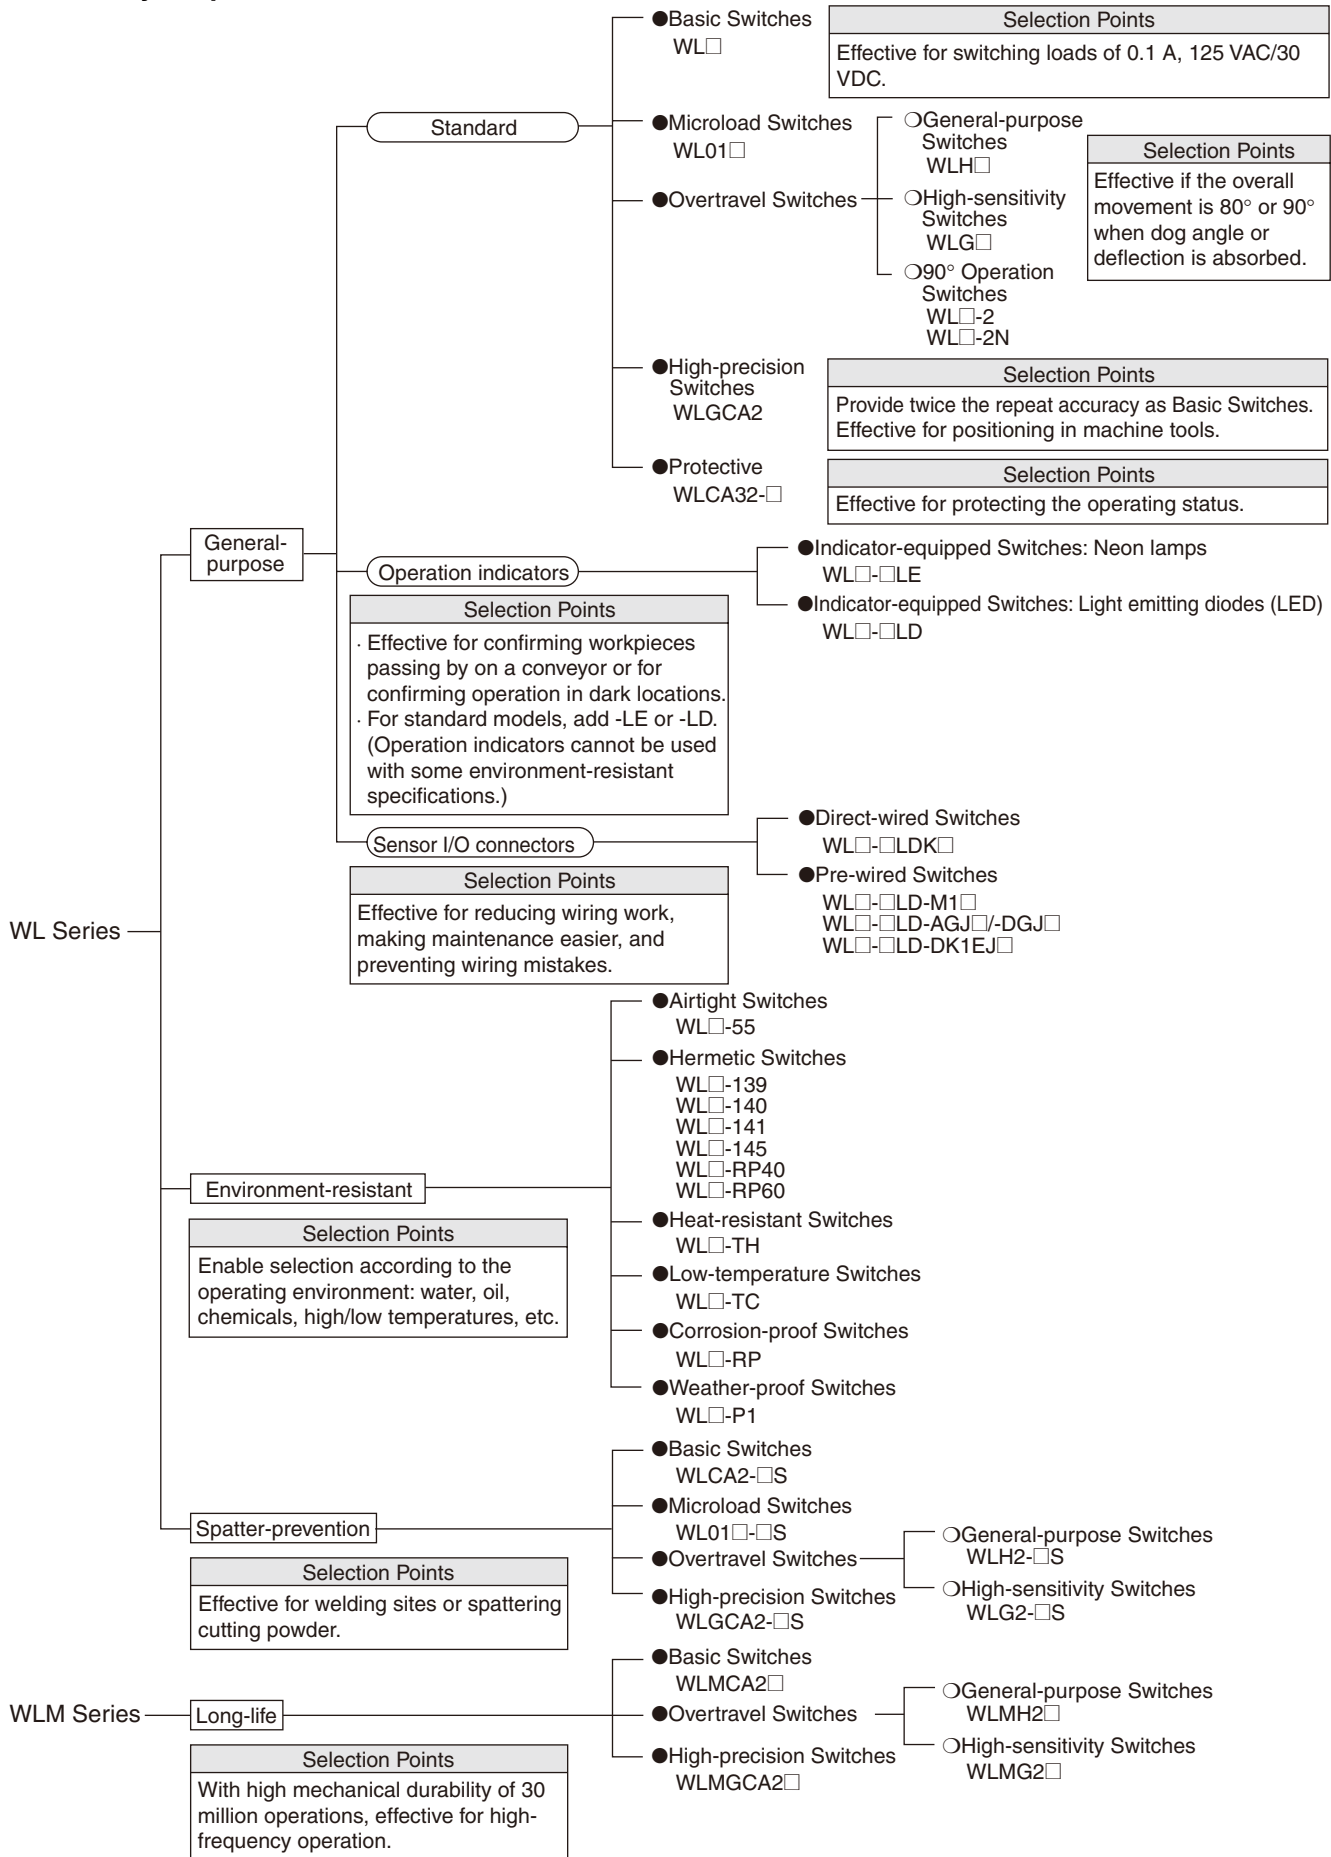 ●Basic Switches
WL□
Selection Points
Effective for switching loads of 0.1 A, 125 VAC/30
VDC.
Standard
●Microload Switches
WL01□
●Overtravel Switches
❍General-purpose
Switches
WLH□
❍High-sensitivity
Switches
WLG□
❍90° Operation
Switches
WL□-2
WL□-2N
Selection Points
Effective if the overall
movement is 80° or 90°
when dog angle or
deflection is absorbed.
●High-precision
Switches
WLGCA2
Selection Points
Provide twice the repeat accuracy as Basic Switches.
Effective for positioning in machine tools.
●Protective
WLCA32-□
Selection Points
Effective for protecting the operating status.
General-
purpose
Operation indicators
●Indicator-equipped Switches: Neon lamps
WL□-□LE
●Indicator-equipped Switches: Light emitting diodes (LED)
WL□-□LD
Selection Points
· Effective for confirming workpieces
passing by on a conveyor or for
confirming operation in dark locations.
· For standard models, add -LE or -LD.
(Operation indicators cannot be used
with some environment-resistant
specifications.)
Sensor I/O connectors
●Direct-wired Switches
WL□-□LDK□
●Pre-wired Switches
WL□-□LD-M1□
WL□-□LD-AGJ□/-DGJ□
WL□-□LD-DK1EJ□
Selection Points
Effective for reducing wiring work,
making maintenance easier, and
preventing wiring mistakes.
WL Series
●Airtight Switches
WL□-55
●Hermetic Switches
WL□-139
WL□-140
WL□-141
WL□-145
WL□-RP40
WL□-RP60
Environment-resistant
Selection Points
Enable selection according to the
operating environment: water, oil,
chemicals, high/low temperatures, etc.
●Heat-resistant Switches
WL□-TH
●Low-temperature Switches
WL□-TC
●Corrosion-proof Switches
WL□-RP
●Weather-proof Switches
WL□-P1
●Basic Switches
WLCA2-□S
●Microload Switches
WL01□-□S
Spatter-prevention
●Overtravel Switches
❍General-purpose Switches
WLH2-□S
❍High-sensitivity Switches
WLG2-□S
●High-precision Switches
WLGCA2-□S
Selection Points
Effective for welding sites or spattering
cutting powder.
●Basic Switches
WLMCA2□
WLM Series
Long-life
●Overtravel Switches
❍General-purpose Switches
WLMH2□
❍High-sensitivity Switches
WLMG2□
●High-precision Switches
WLMGCA2□
Selection Points
With high mechanical durability of 30
million operations, effective for high-
frequency operation.